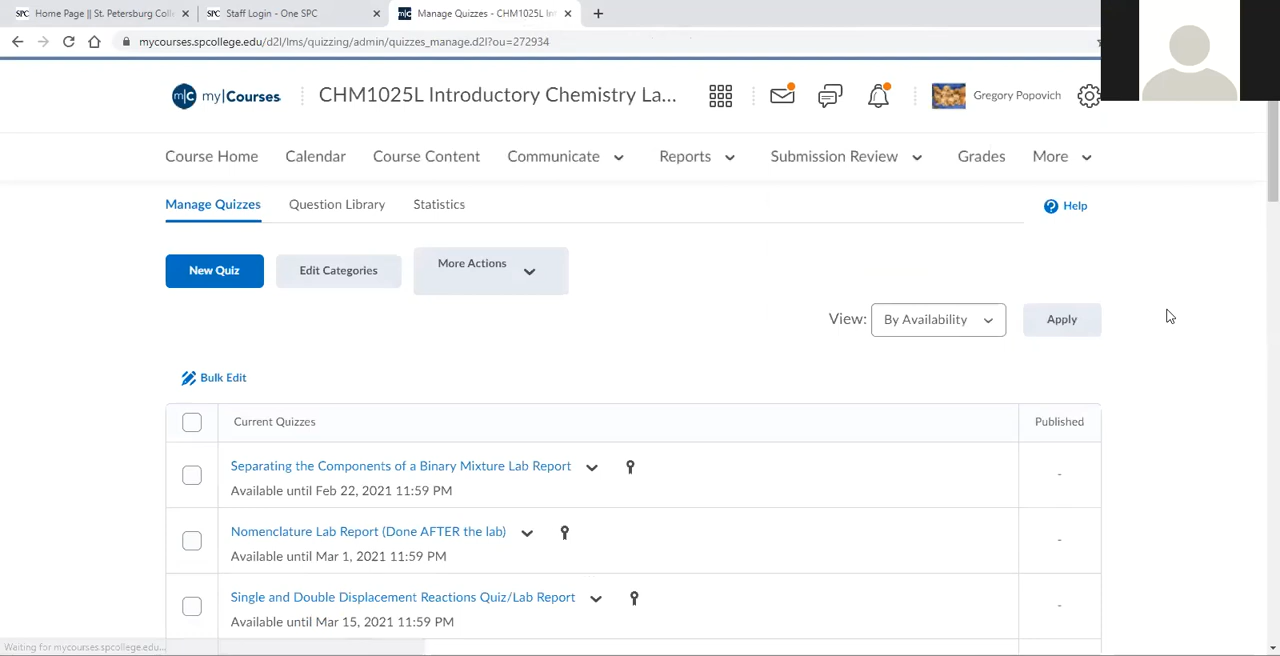 SPC Home Page || St. Petersburg Coll
SPC Staff Login - One SPC
m|C Manage Quizzes - CHM1025L In
mycourses.spcollege.edu/d2l/lms/quizzing/admin/quizzes_manage.d2l?ou=272934
m|C my|Courses
CHM1025L Introductory Chemistry La...
Gregory Popovich
Course Home Calendar Course Content Communicate Reports Submission Review Grades More
Manage Quizzes Question Library Statistics
Help
New Quiz Edit Categories More Actions
View: By Availability Apply
Bulk Edit
Current Quizzes Published
Separating the Components of a Binary Mixture Lab Report
Available until Feb 22, 2021 11:59 PM
-
Nomenclature Lab Report (Done AFTER the lab)
Available until Mar 1, 2021 11:59 PM
-
Single and Double Displacement Reactions Quiz/Lab Report
Available until Mar 15, 2021 11:59 PM
-
Waiting for mycourses.spcollege.edu...